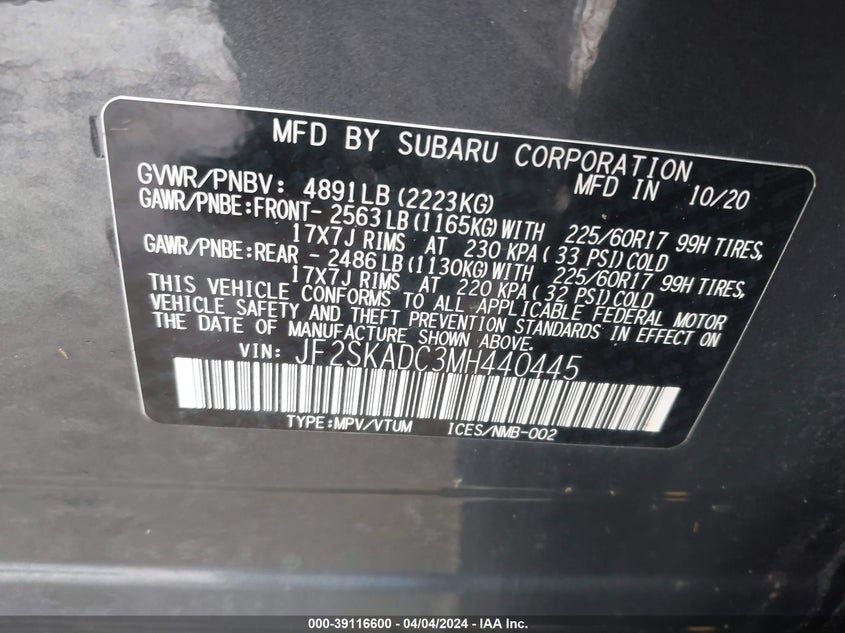 MFD BY SUBARU CORPORATION
GVWR/PNBV: 4891LB (2223KG) MFD IN 10/20
GAWR/PNBE:FRONT- 2563LB (1165KG) WITH 225/60R17 99H TIRES,
17X7J RIMS AT 230 KPA ( 33 PSI) COLD
GAWR/PNBE:REAR - 2486LB (1130KG) WITH 225/60R17 99H TIRES,
17X7J RIMS AT 220 KPA ( 32 PSI) COLD
THIS VEHICLE CONFORMS TO ALL APPLICABLE FEDERAL MOTOR
VEHICLE SAFETY AND THEFT PREVENTION STANDARDS IN EFFECT ON
THE DATE OF MANUFACTURE SHOWN ABOVE.
VIN: JF2SKADC3MH440445
TYPE:MPV/VTUM ICES/NMB-002
000-39116600 - 04/04/2024 - IAA Inc.